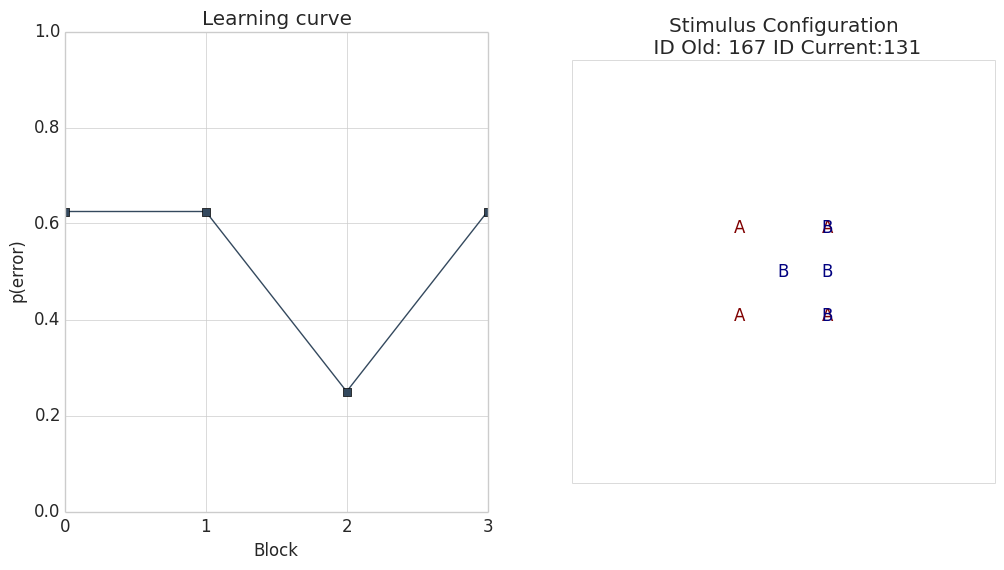 Learning curve
1.0
0.8
0.6
0.4
0.2
0.0
p(error)
0 1 2 3
Block
Stimulus Configuration
ID Old: 167 ID Current:131
A A B
B B
A A B